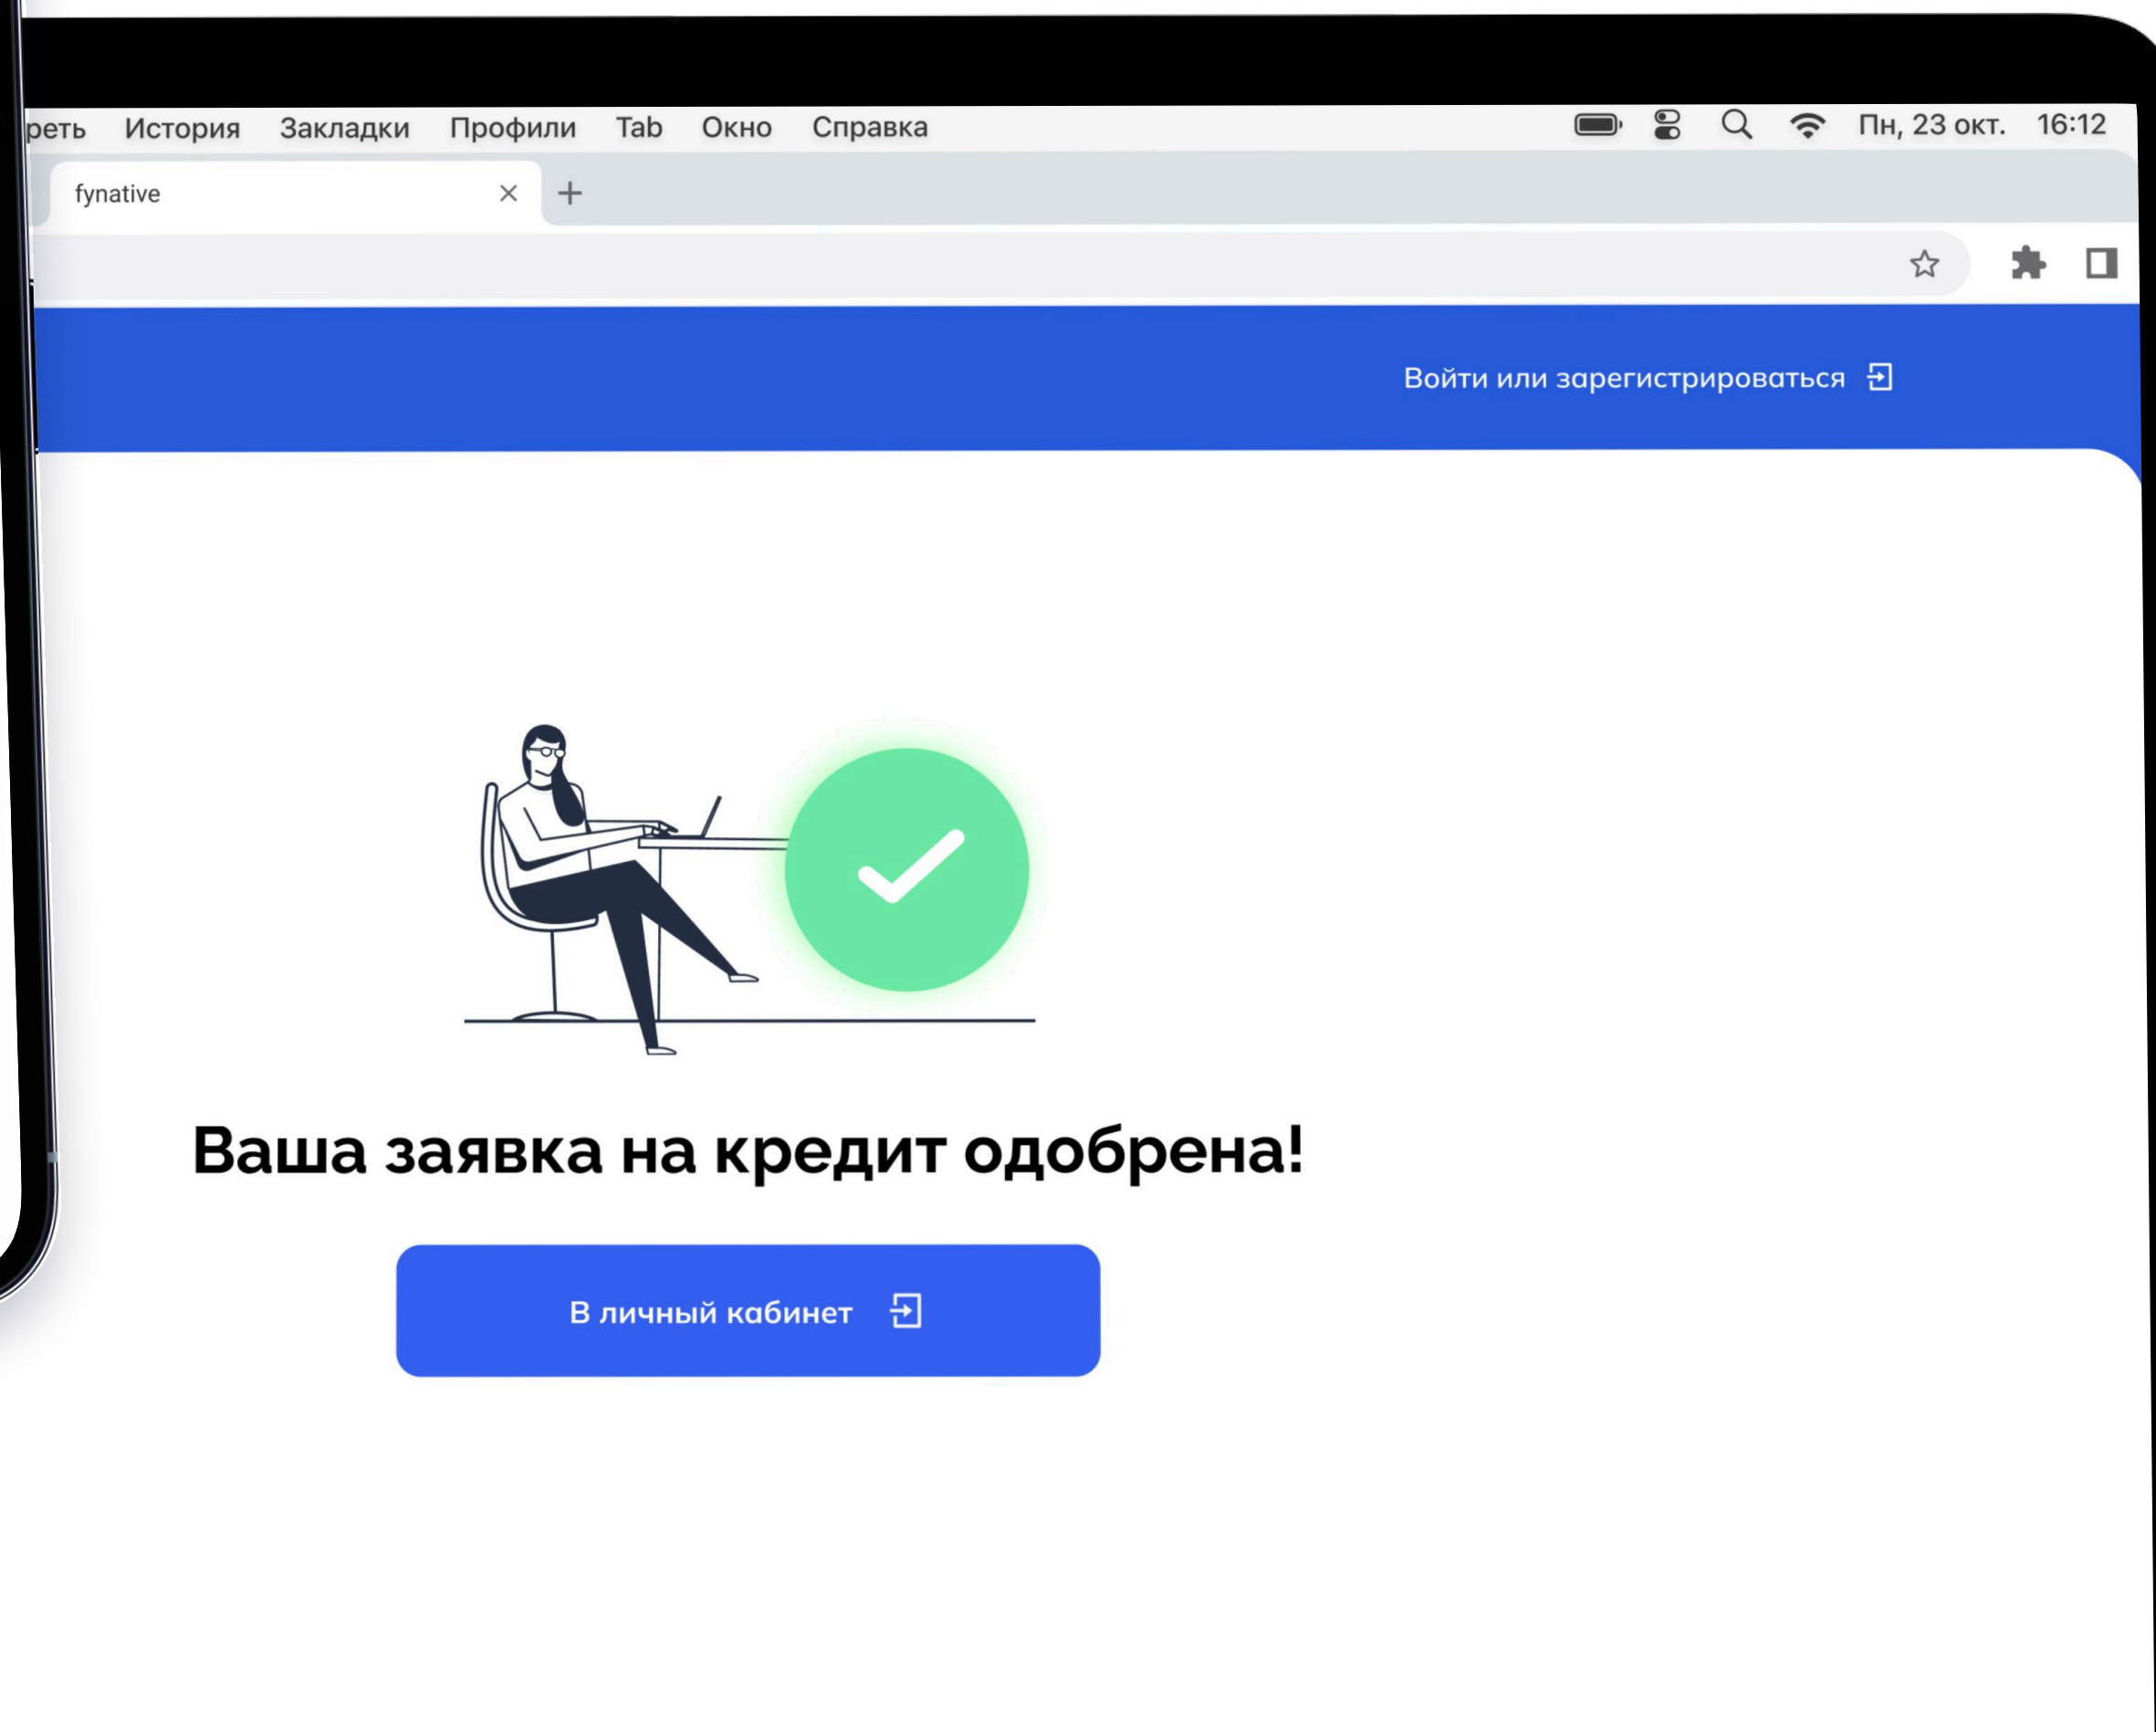 реть История Закладки Профили Tab Окно Справка Пн, 23 окт. 16:12
fynative
Войти или зарегистрироваться
Ваша заявка на кредит одобрена!
В личный кабинет